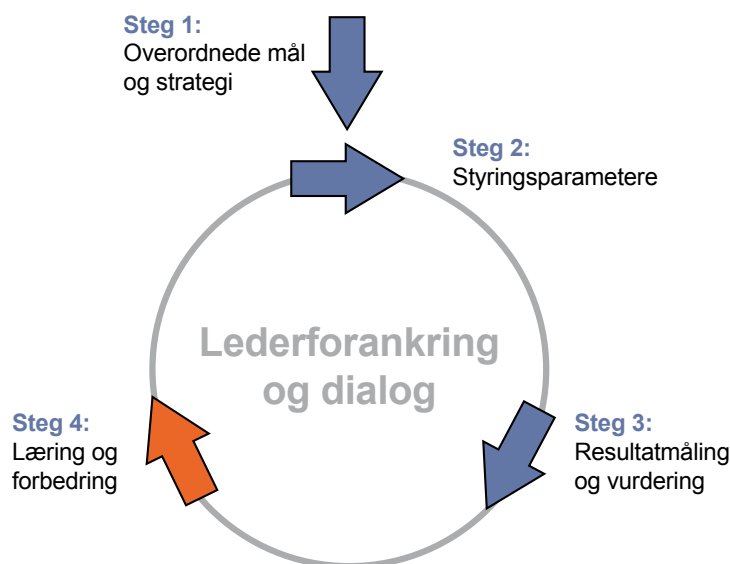 Steg 1:
Overordnede mål
og strategi
Steg 2:
Styringsparametere
Lederforankring
og dialog
Steg 3:
Resultatmåling
og vurdering
Steg 4:
Læring og
forbedring